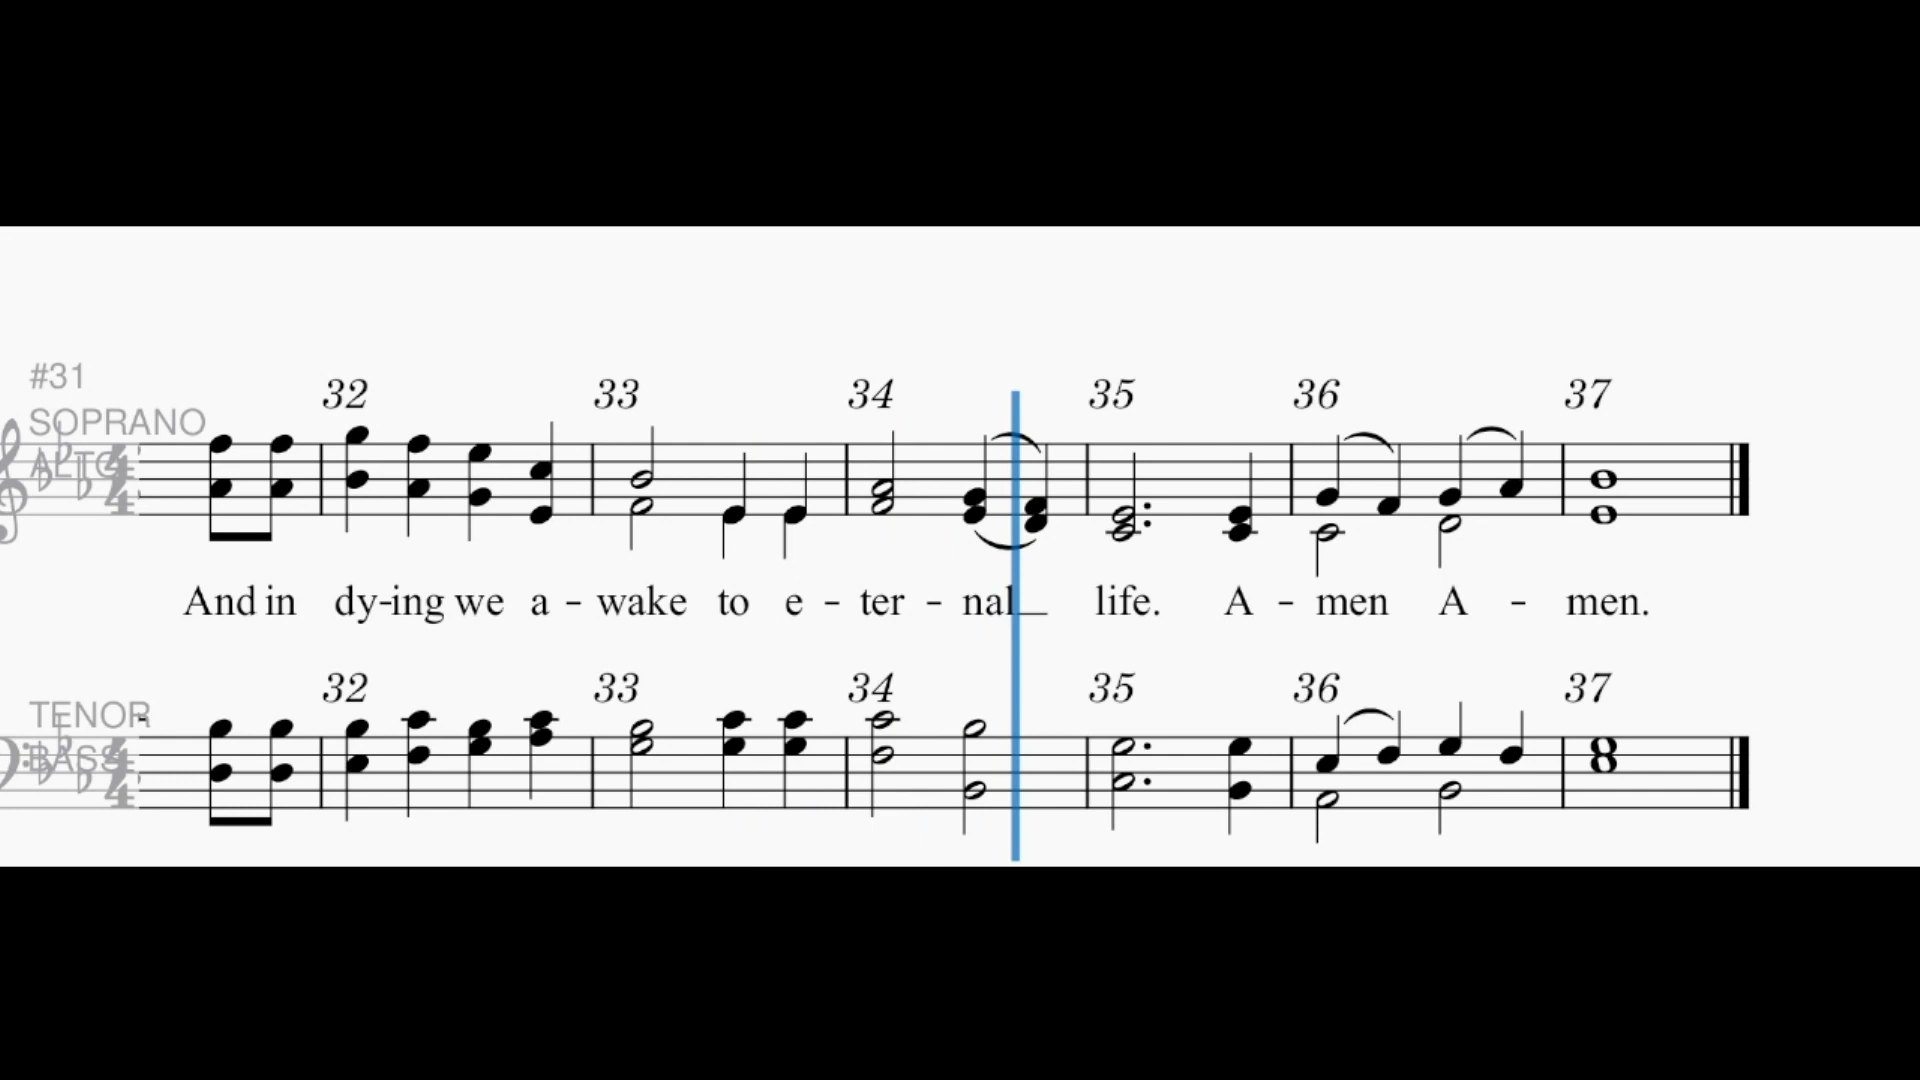 #31
32 33 34 35 36 37
SOPRANO
ALTO
And in dy-ing we a - wake to e - ter - nal_ life. A - men A - men.
32 33 34 35 36 37
TENOR
BASS